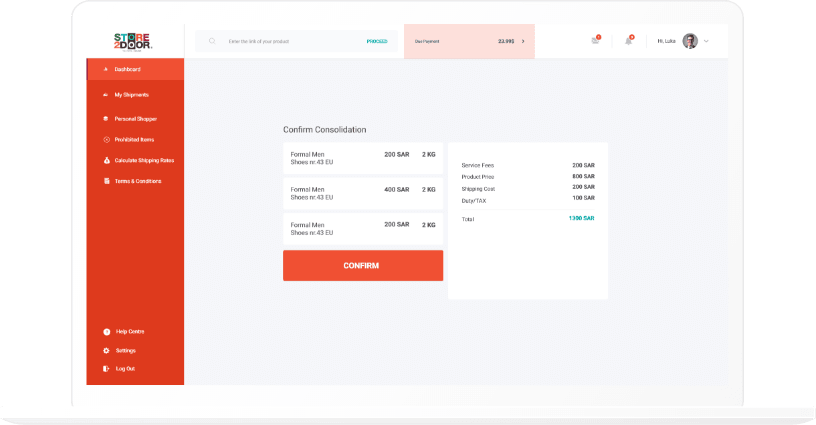 STORE
2DOOR.
Enter the link of your product
PROCEED
Due Payment
23.99$
Hi, Luka
Dashboard
My Shipments
Personal Shopper
Prohibited Items
Calculate Shipping Rates
Terms & Conditions
Help Centre
Settings
Log Out
Confirm Consolidation
Formal Men 200 SAR 2 KG
Shoes nr.43 EU
Formal Men 400 SAR 2 KG
Shoes nr.43 EU
Formal Men 200 SAR 2 KG
Shoes nr.43 EU
CONFIRM
Service Fees 200 SAR
Product Price 800 SAR
Shipping Cost 200 SAR
Duty/TAX 100 SAR
Total 1390 SAR